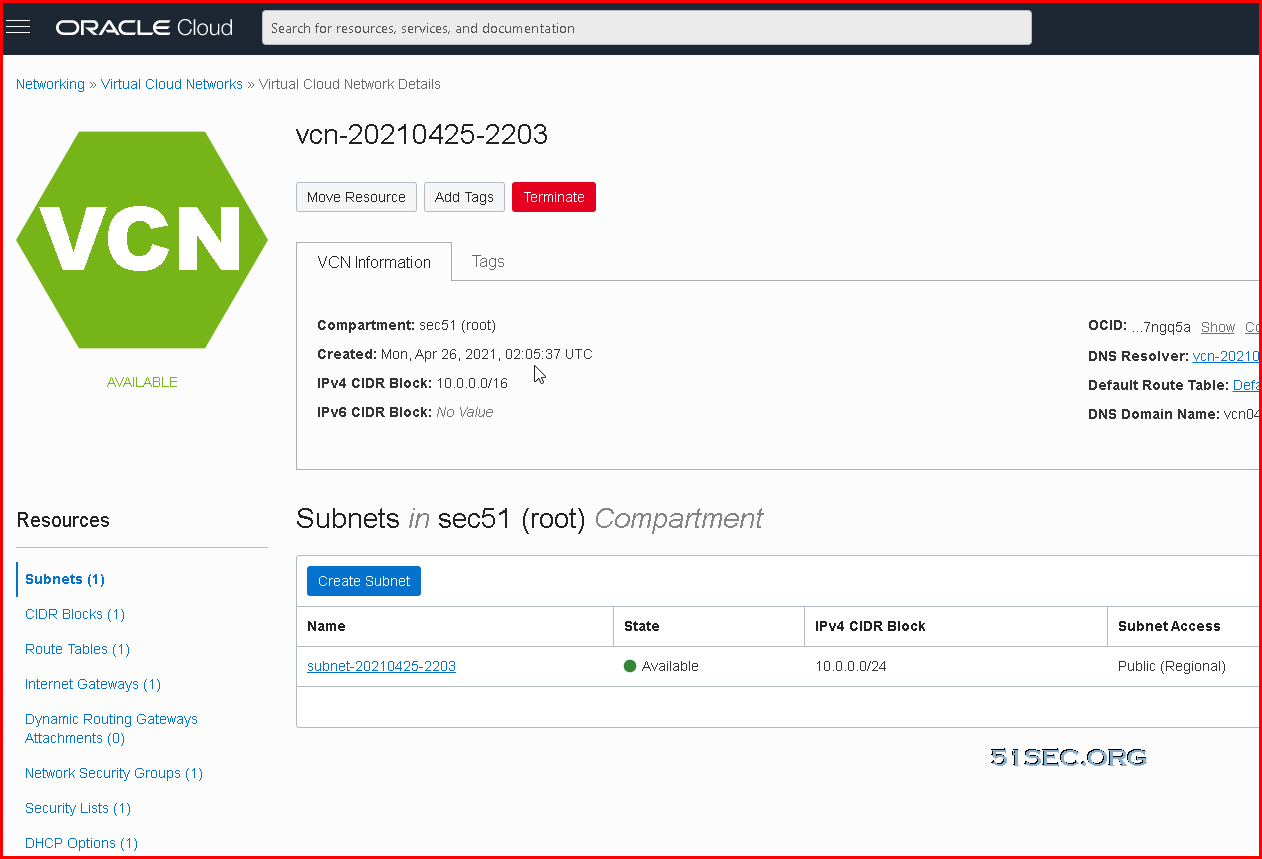 ORACLE Cloud
Search for resources, services, and documentation
Networking » Virtual Cloud Networks » Virtual Cloud Network Details
VCN
AVAILABLE
vcn-20210425-2203
Move Resource Add Tags Terminate
VCN Information Tags
Compartment: sec51 (root)
Created: Mon, Apr 26, 2021, 02:05:37 UTC
IPv4 CIDR Block: 10.0.0.0/16
IPv6 CIDR Block: No Value
OCID: ...7ngq5a Show Co
DNS Resolver: vcn-20210
Default Route Table: Defa
DNS Domain Name: vcn04
Resources
Subnets (1)
CIDR Blocks (1)
Route Tables (1)
Internet Gateways (1)
Dynamic Routing Gateways
Attachments (0)
Network Security Groups (1)
Security Lists (1)
DHCP Options (1)
Subnets in sec51 (root) Compartment
Create Subnet
Name State IPv4 CIDR Block Subnet Access
subnet-20210425-2203 Available 10.0.0.0/24 Public (Regional)
51SEC.ORG